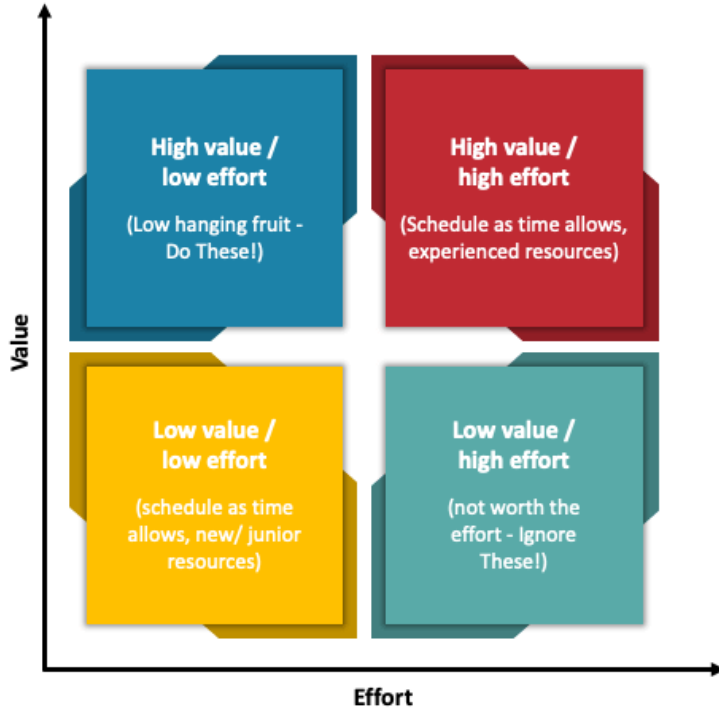 Value
High value /
low effort
(Low hanging fruit -
Do These!)
High value /
high effort
(Schedule as time allows,
experienced resources)
Low value /
low effort
(schedule as time
allows, new/ junior
resources)
Low value /
high effort
(not worth the
effort - Ignore
These!)
Effort